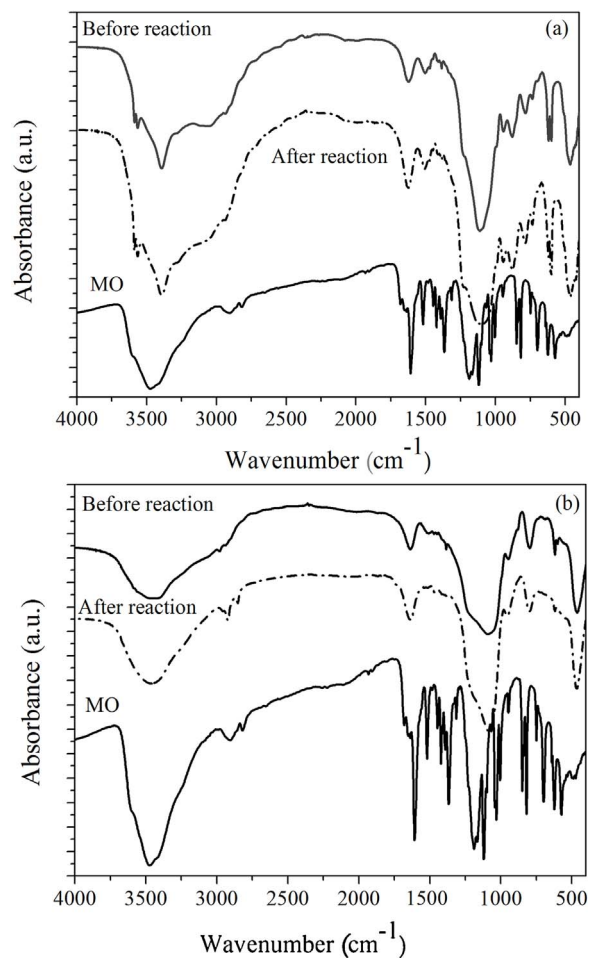 (a)
Before reaction
After reaction
MO
Absorbance (a.u.)
4000 3500 3000 2500 2000 1500 1000 500
Wavenumber (cm-1)
(b)
Before reaction
After reaction
MO
Absorbance (a.u.)
4000 3500 3000 2500 2000 1500 1000 500
Wavenumber (cm-1)